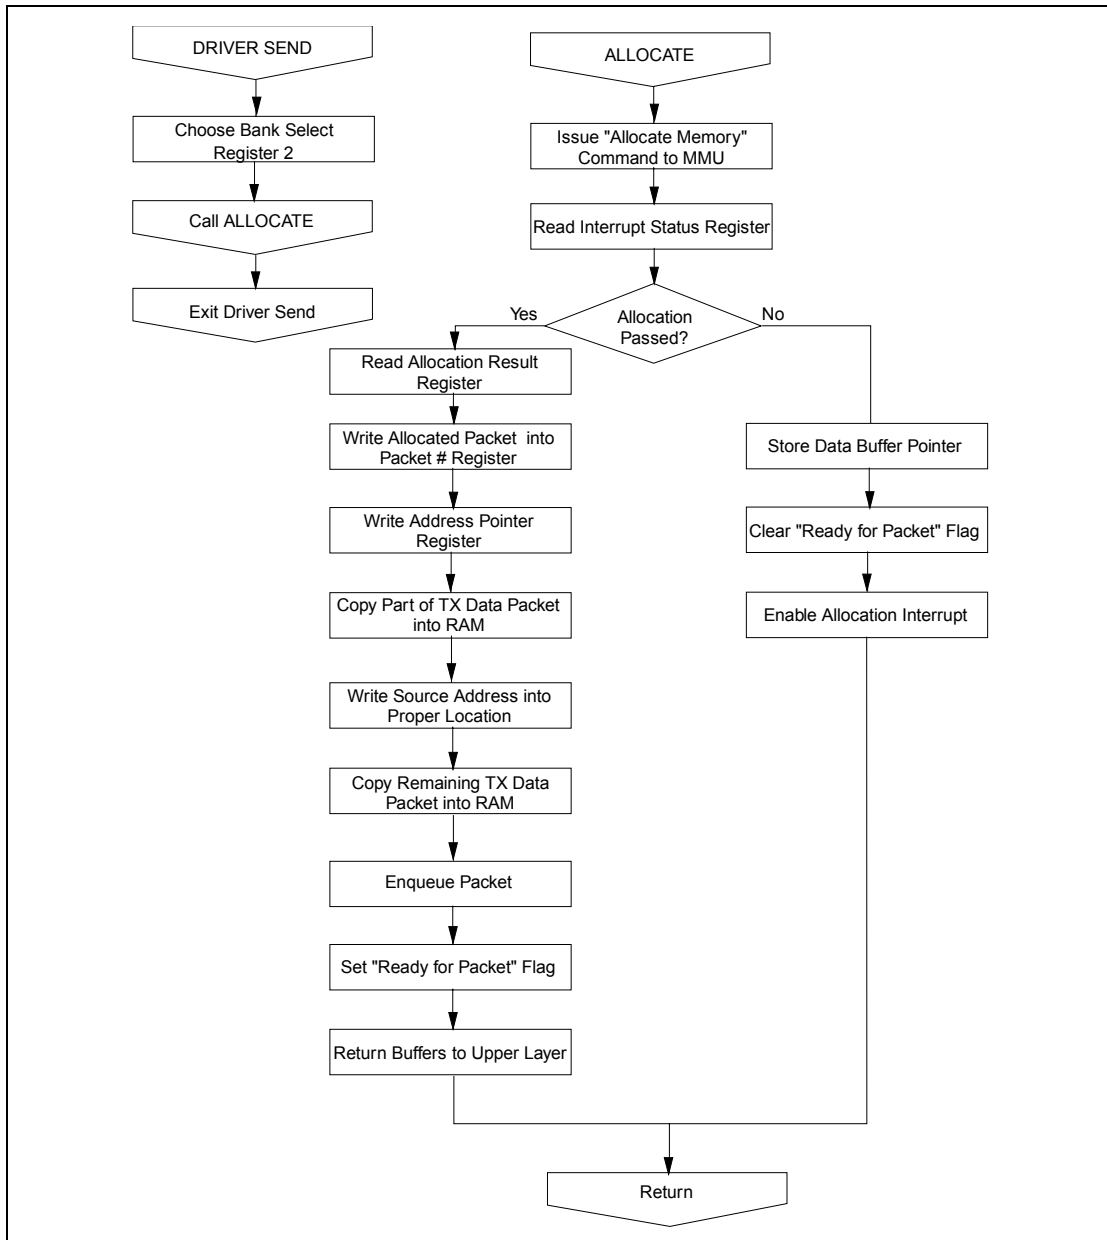 DRIVER SEND
Choose Bank Select
Register 2
Call ALLOCATE
Exit Driver Send
ALLOCATE
Issue "Allocate Memory"
Command to MMU
Read Interrupt Status Register
Allocation
Passed?
Yes
No
Read Allocation Result
Register
Write Allocated Packet into
Packet # Register
Write Address Pointer
Register
Copy Part of TX Data Packet
into RAM
Write Source Address into
Proper Location
Copy Remaining TX Data
Packet into RAM
Enqueue Packet
Set "Ready for Packet" Flag
Return Buffers to Upper Layer
Store Data Buffer Pointer
Clear "Ready for Packet" Flag
Enable Allocation Interrupt
Return